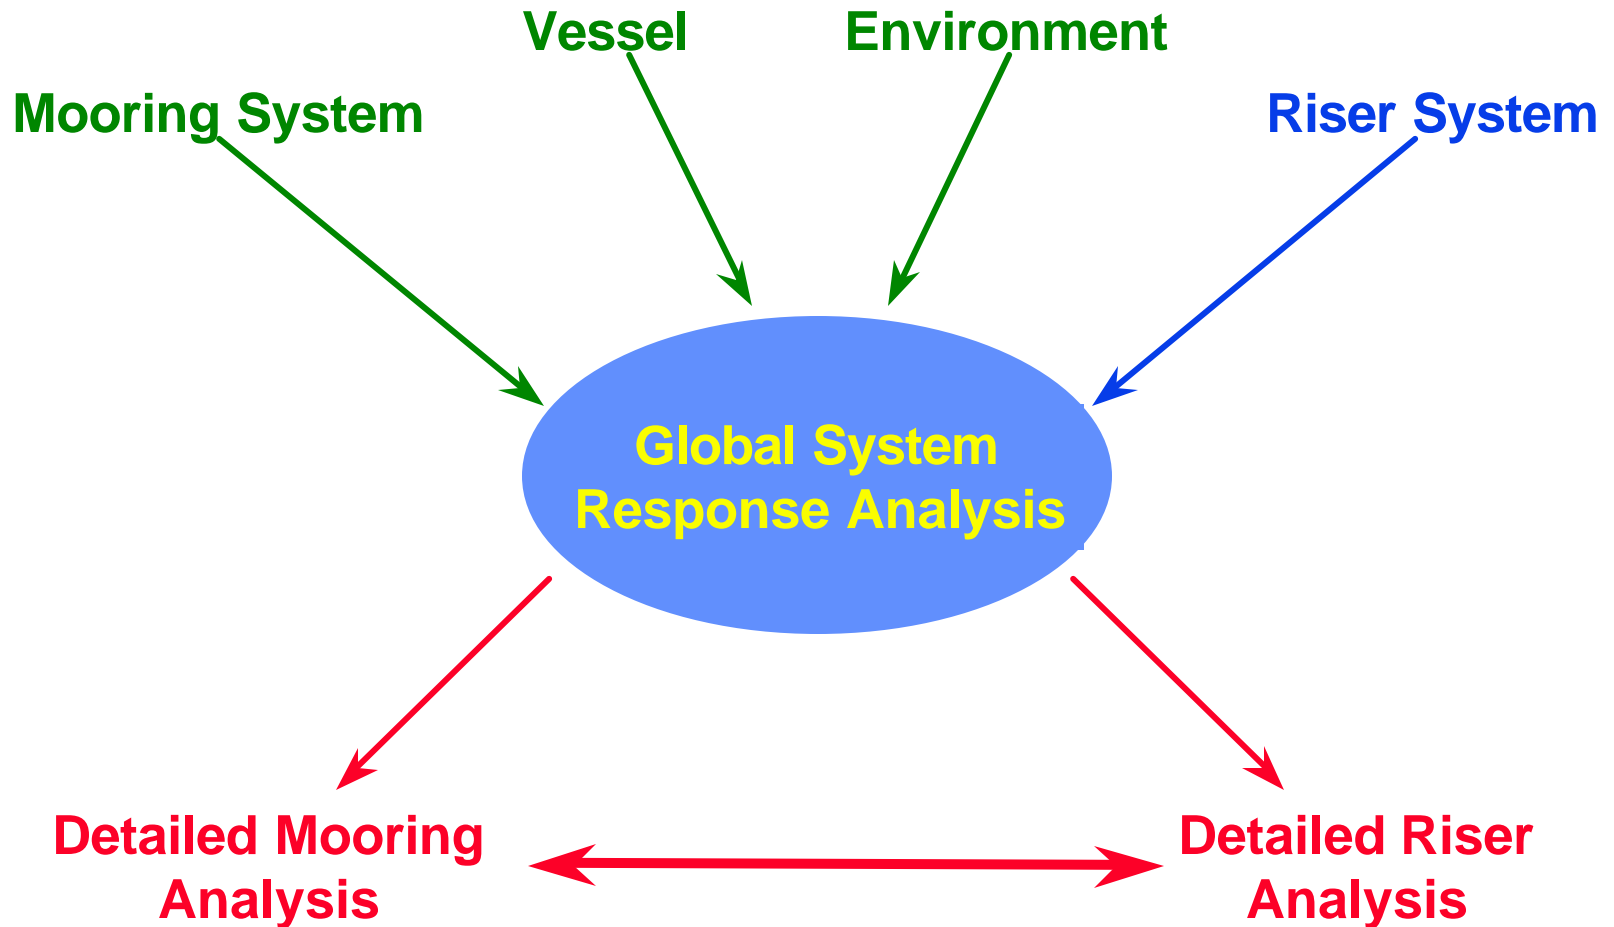 Vessel
Environment
Mooring System
Riser System
Global System
Response Analysis
Detailed Mooring
Analysis
Detailed Riser
Analysis